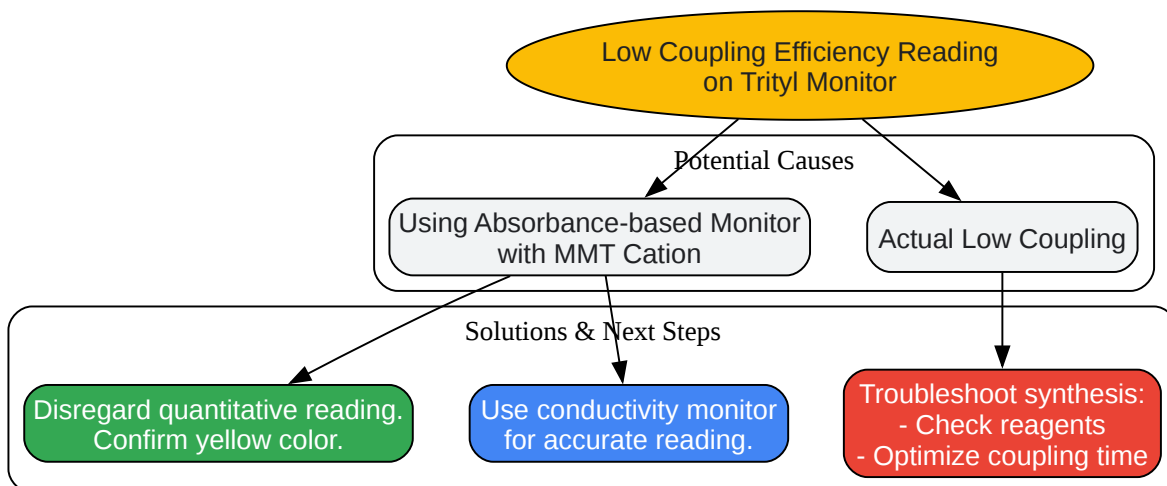 Low Coupling Efficiency Reading
on Trityl Monitor
Potential Causes
Using Absorbance-based Monitor
with MMT Cation
Actual Low Coupling
Solutions & Next Steps
Disregard quantitative reading.
Confirm yellow color.
Use conductivity monitor
for accurate reading.
Troubleshoot synthesis:
- Check reagents
- Optimize coupling time